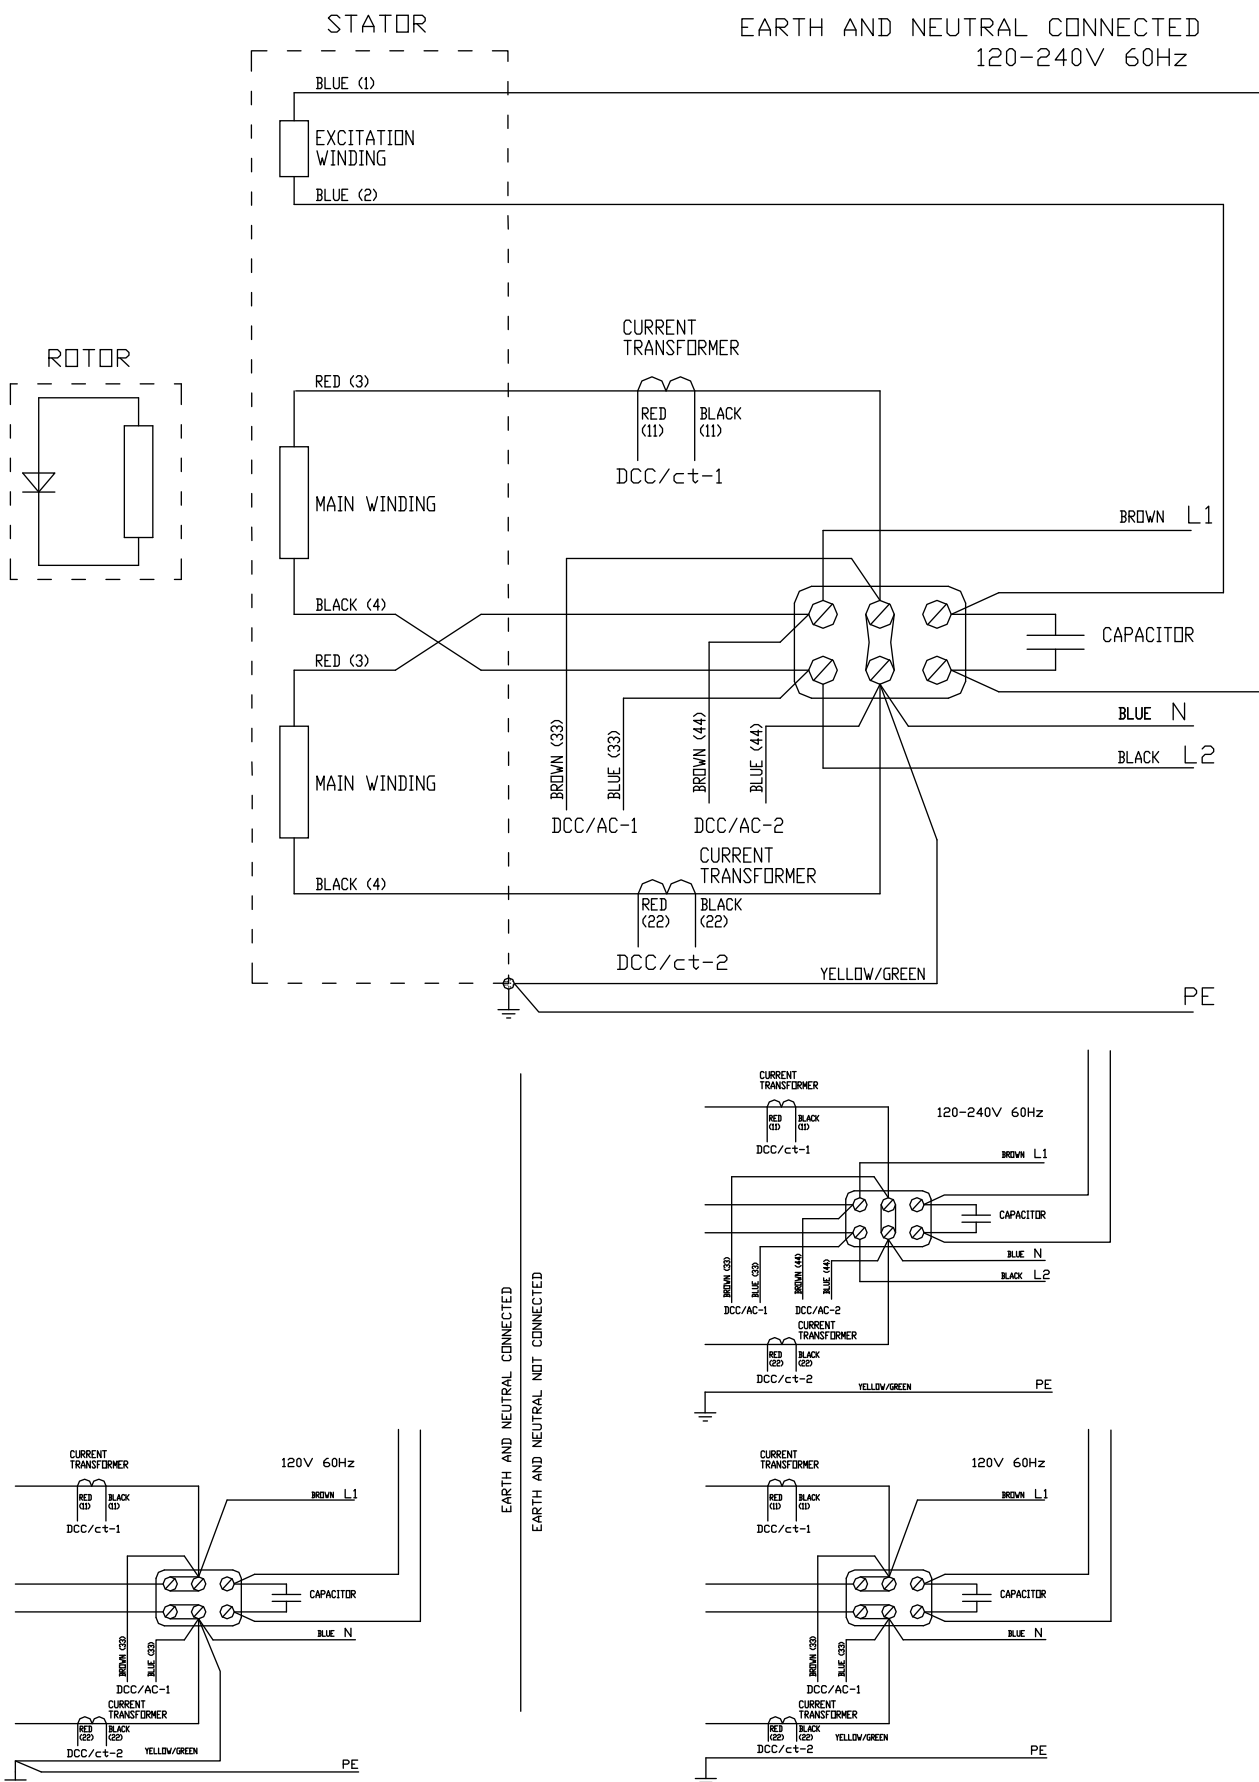 STATOR
EARTH AND NEUTRAL CONNECTED
120-240V 60Hz
BLUE (1)
EXCITATION
WINDING
BLUE (2)
ROTOR
CURRENT
TRANSFORMER
RED (3)
RED
(11)
BLACK
(11)
DCC/ct-1
MAIN WINDING
BROWN L1
BLACK (4)
CAPACITOR
RED (3)
BLUE N
BLACK L2
BROWN (33)
BLUE (33)
BROWN (44)
BLUE (44)
MAIN WINDING
DCC/AC-1
DCC/AC-2
CURRENT
TRANSFORMER
BLACK (4)
RED
(22)
BLACK
(22)
DCC/ct-2
YELLOW/GREEN
PE
EARTH AND NEUTRAL CONNECTED
EARTH AND NEUTRAL NOT CONNECTED
CURRENT
TRANSFORMER
120-240V 60Hz
RED
(11)
BLACK
(11)
DCC/ct-1
BROWN L1
CAPACITOR
BLUE N
BLACK L2
BROWN (33)
BLUE (33)
BROWN (44)
BLUE (44)
DCC/AC-1
DCC/AC-2
CURRENT
TRANSFORMER
RED
(22)
BLACK
(22)
DCC/ct-2
YELLOW/GREEN
PE
CURRENT
TRANSFORMER
120V 60Hz
RED
(11)
BLACK
(11)
DCC/ct-1
BROWN L1
CAPACITOR
BLUE N
BROWN (33)
BLUE (33)
DCC/AC-1
CURRENT
TRANSFORMER
RED
(22)
BLACK
(22)
DCC/ct-2
YELLOW/GREEN
PE
CURRENT
TRANSFORMER
120V 60Hz
RED
(11)
BLACK
(11)
DCC/ct-1
BROWN L1
CAPACITOR
BLUE N
BROWN (33)
BLUE (33)
DCC/AC-1
CURRENT
TRANSFORMER
RED
(22)
BLACK
(22)
DCC/ct-2
YELLOW/GREEN
PE